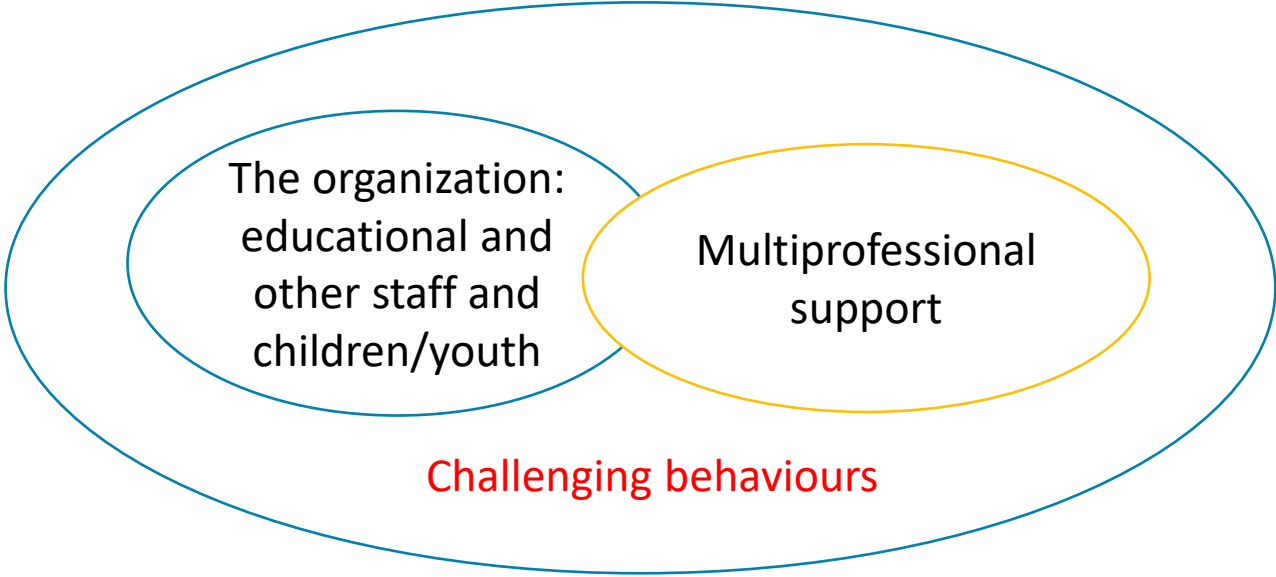 The organization:
educational and
other staff and
children/youth
Multiprofessional
support
Challenging behaviours